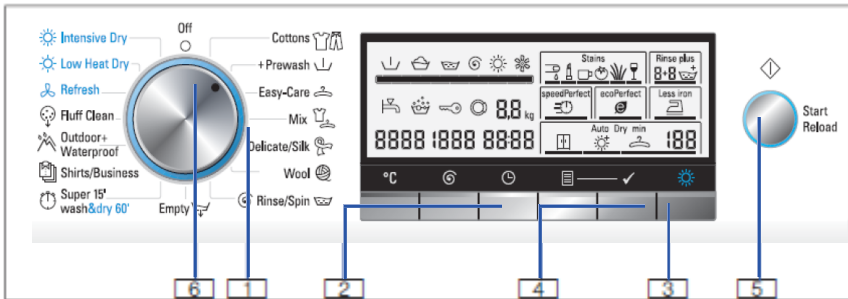 Off
Intensive Dry
Low Heat Dry
Refresh
Fluff Clean
Outdoor+
Waterproof
Shirts/Business
Super 15'
wash&dry 60'
Empty
Cottons
+Prewash
Easy-Care
Mix
Delicate/Silk
Wool
Rinse/Spin
Stains
Rinse plus
8+8 +
speedPerfect
ecoPerfect
Less iron
8.8 kg
Auto Dry min
8888 1888 88:88
188
°C
Start
Reload
6 1 2 4 3 5